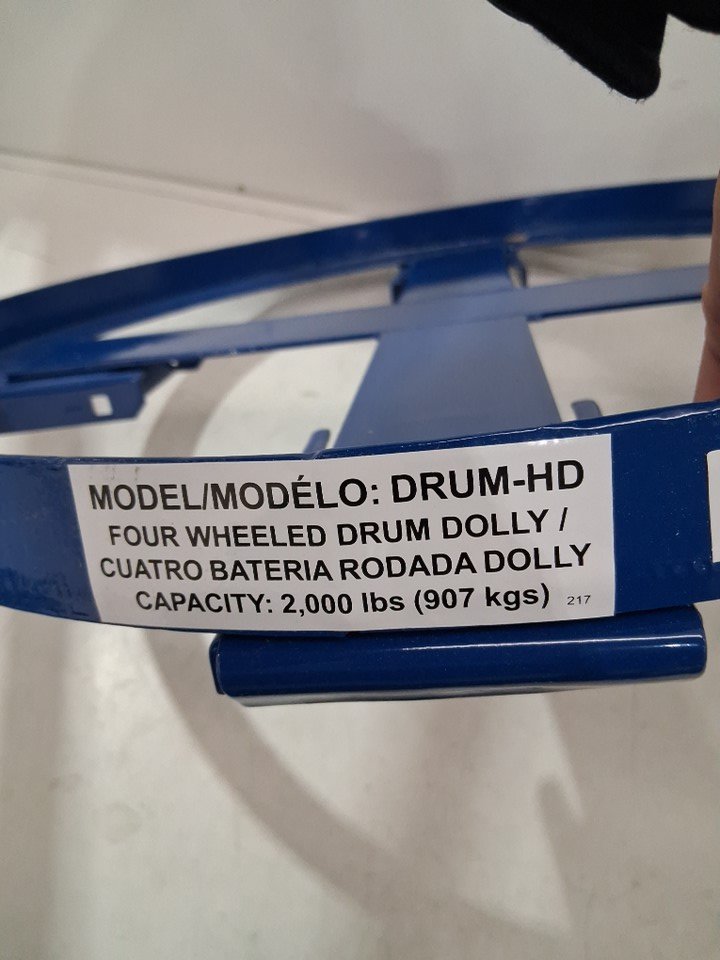 MODEL/MODÉLO: DRUM-HD
FOUR WHEELED DRUM DOLLY /
CUATRO BATERIA RODADA DOLLY
CAPACITY: 2,000 lbs (907 kgs) 217